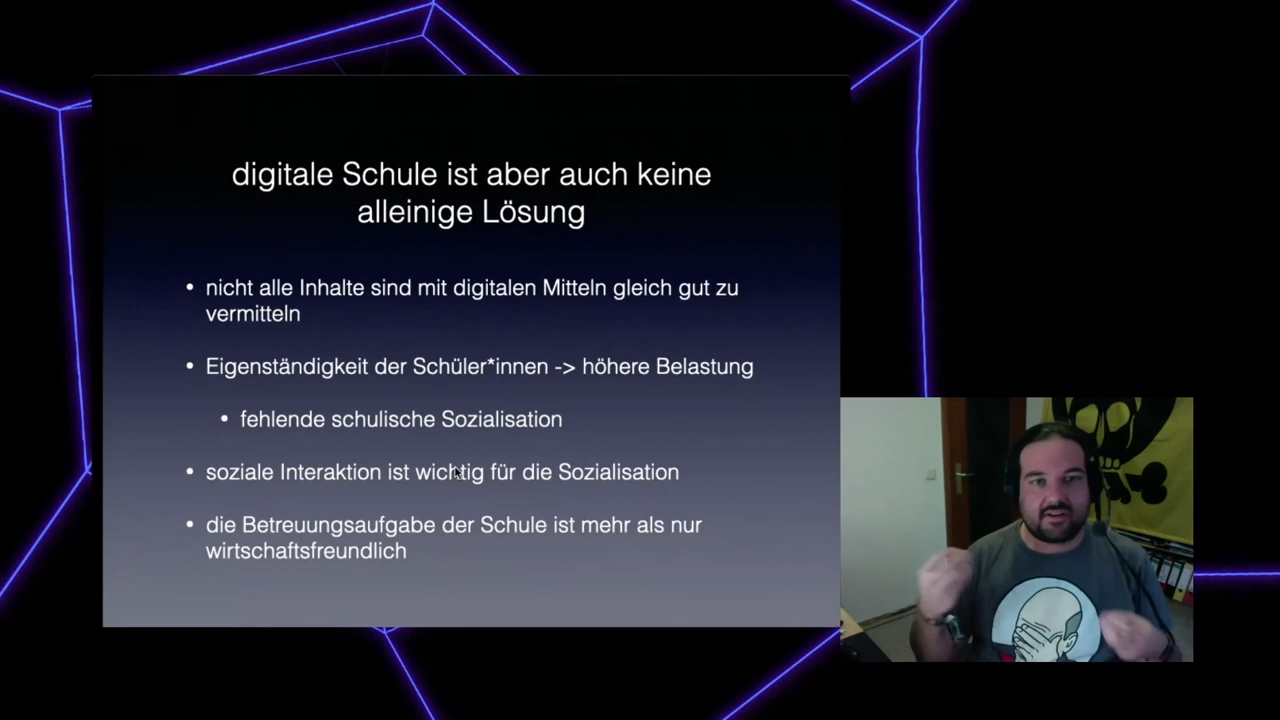 digitale Schule ist aber auch keine
alleinige Lösung
• nicht alle Inhalte sind mit digitalen Mitteln gleich gut zu
vermitteln
• Eigenständigkeit der Schüler*innen -> höhere Belastung
• fehlende schulische Sozialisation
• soziale Interaktion ist wichtig für die Sozialisation
• die Betreuungsaufgabe der Schule ist mehr als nur
wirtschaftsfreundlich